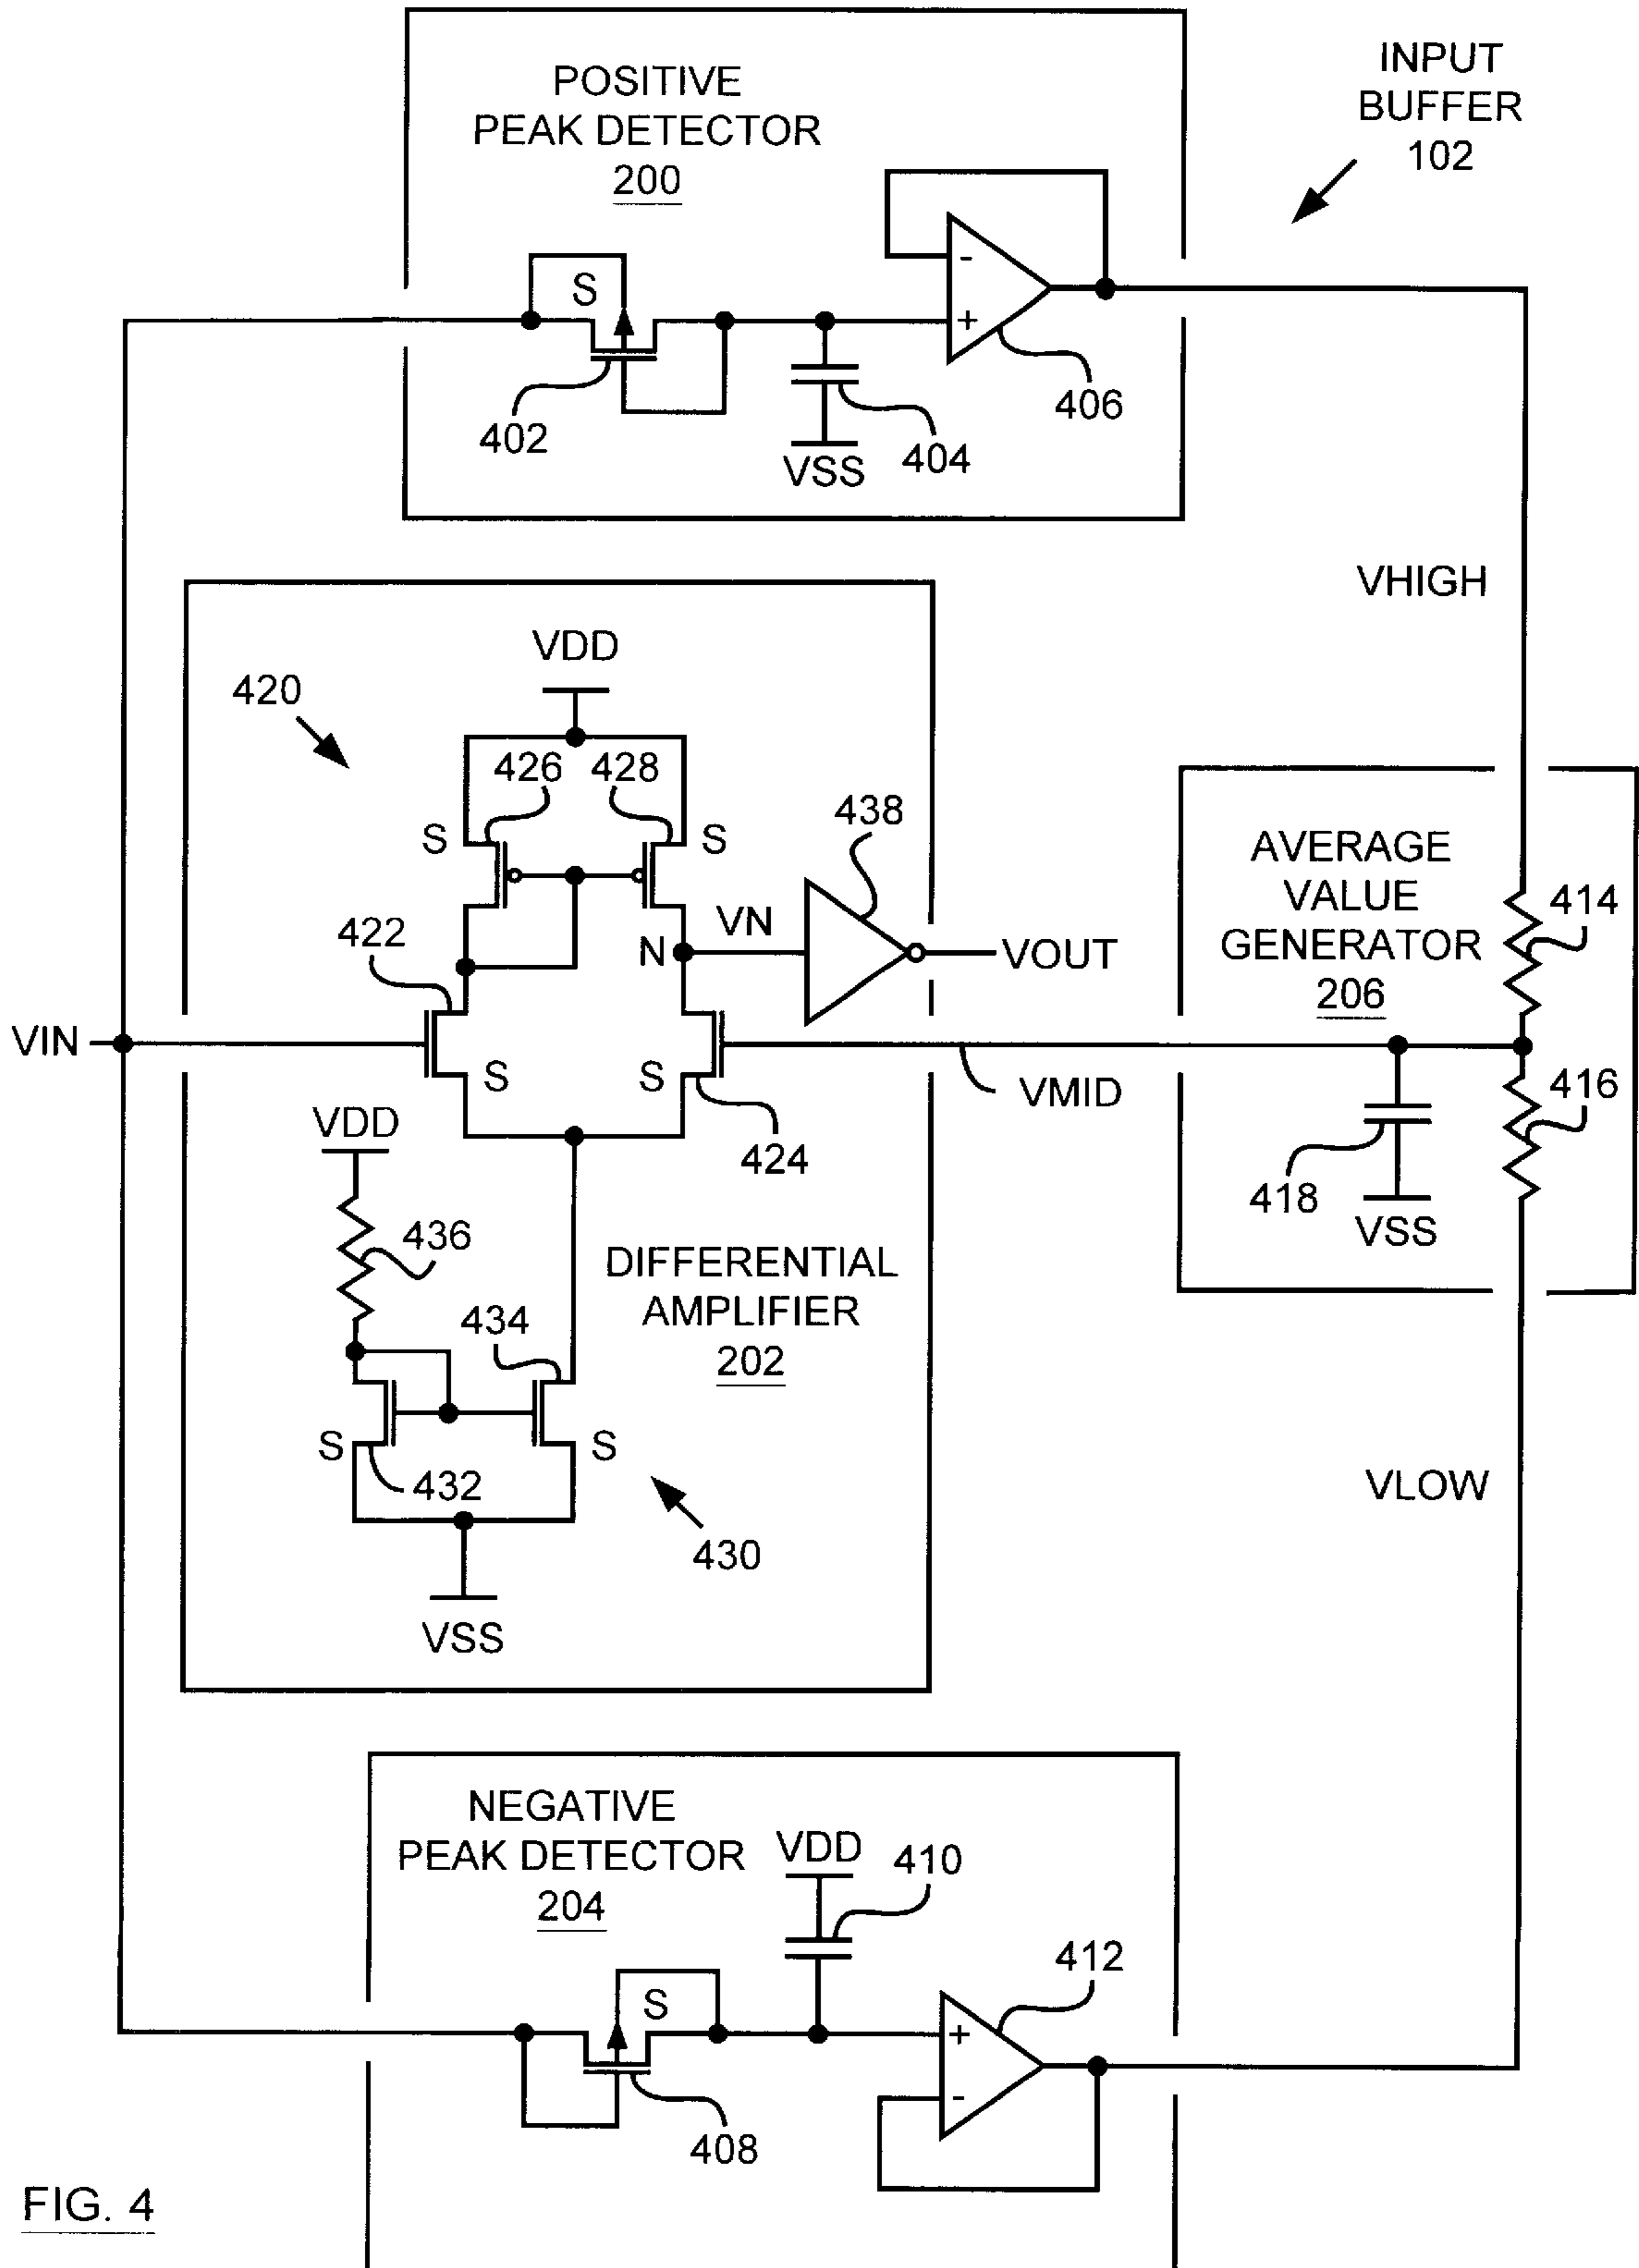 POSITIVE
PEAK DETECTOR
200
INPUT
BUFFER
102
S
-
+
402
VSS
404
406
VHIGH
VDD
420
426
428
S
S
438
422
VN
N
VOUT
AVERAGE
VALUE
GENERATOR
206
414
VIN
S
S
VMID
424
416
418
VSS
VDD
436
DIFFERENTIAL
AMPLIFIER
202
434
S
S
432
430
VSS
VLOW
NEGATIVE
PEAK DETECTOR
204
VDD
410
412
S
+
-
408
FIG. 4